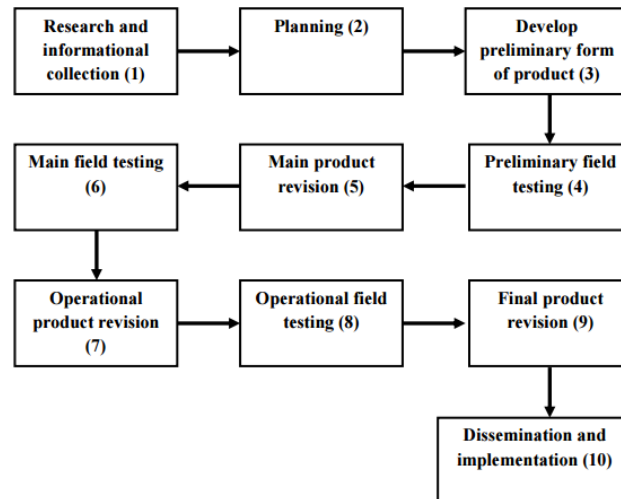 Research and
informational
collection (1)
Planning (2)
Develop
preliminary form
of product (3)
Preliminary field
testing (4)
Main product
revision (5)
Main field testing
(6)
Operational
product revision
(7)
Operational field
testing (8)
Final product
revision (9)
Dissemination and
implementation (10)